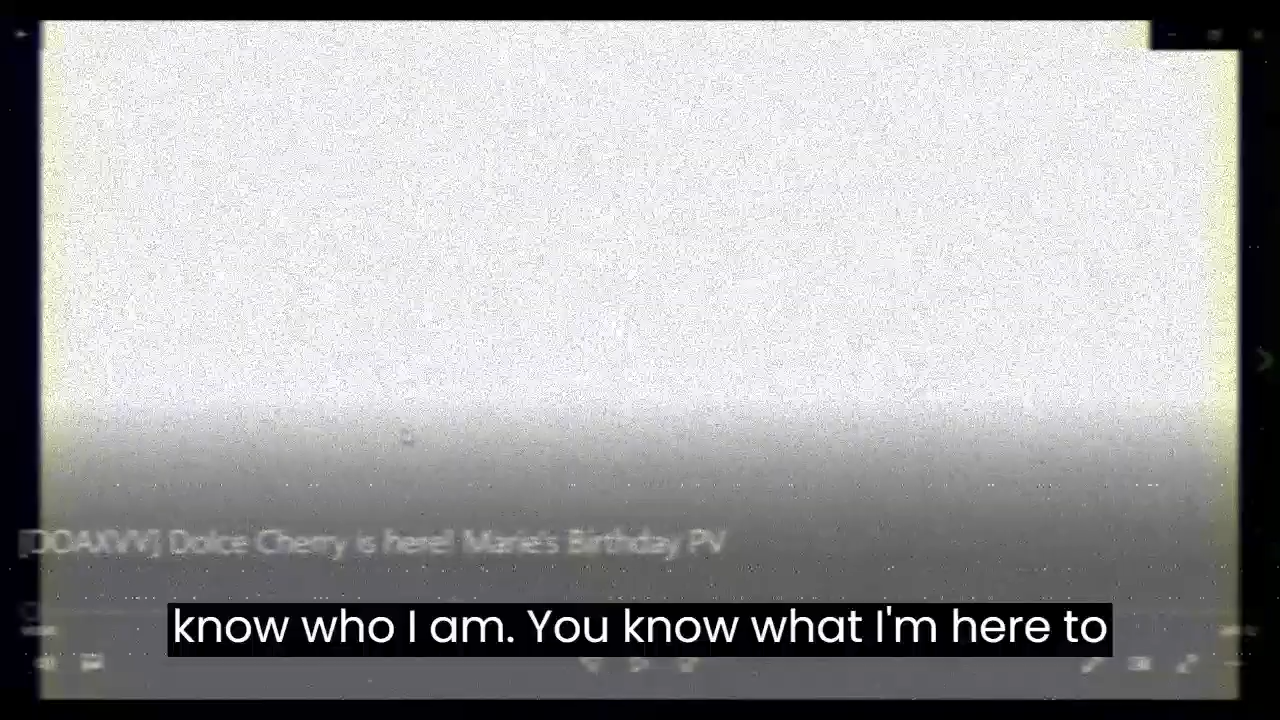 [DOAXVV] Dolce Cherry is here! Marie's Birthday PV
know who I am. You know what I'm here to